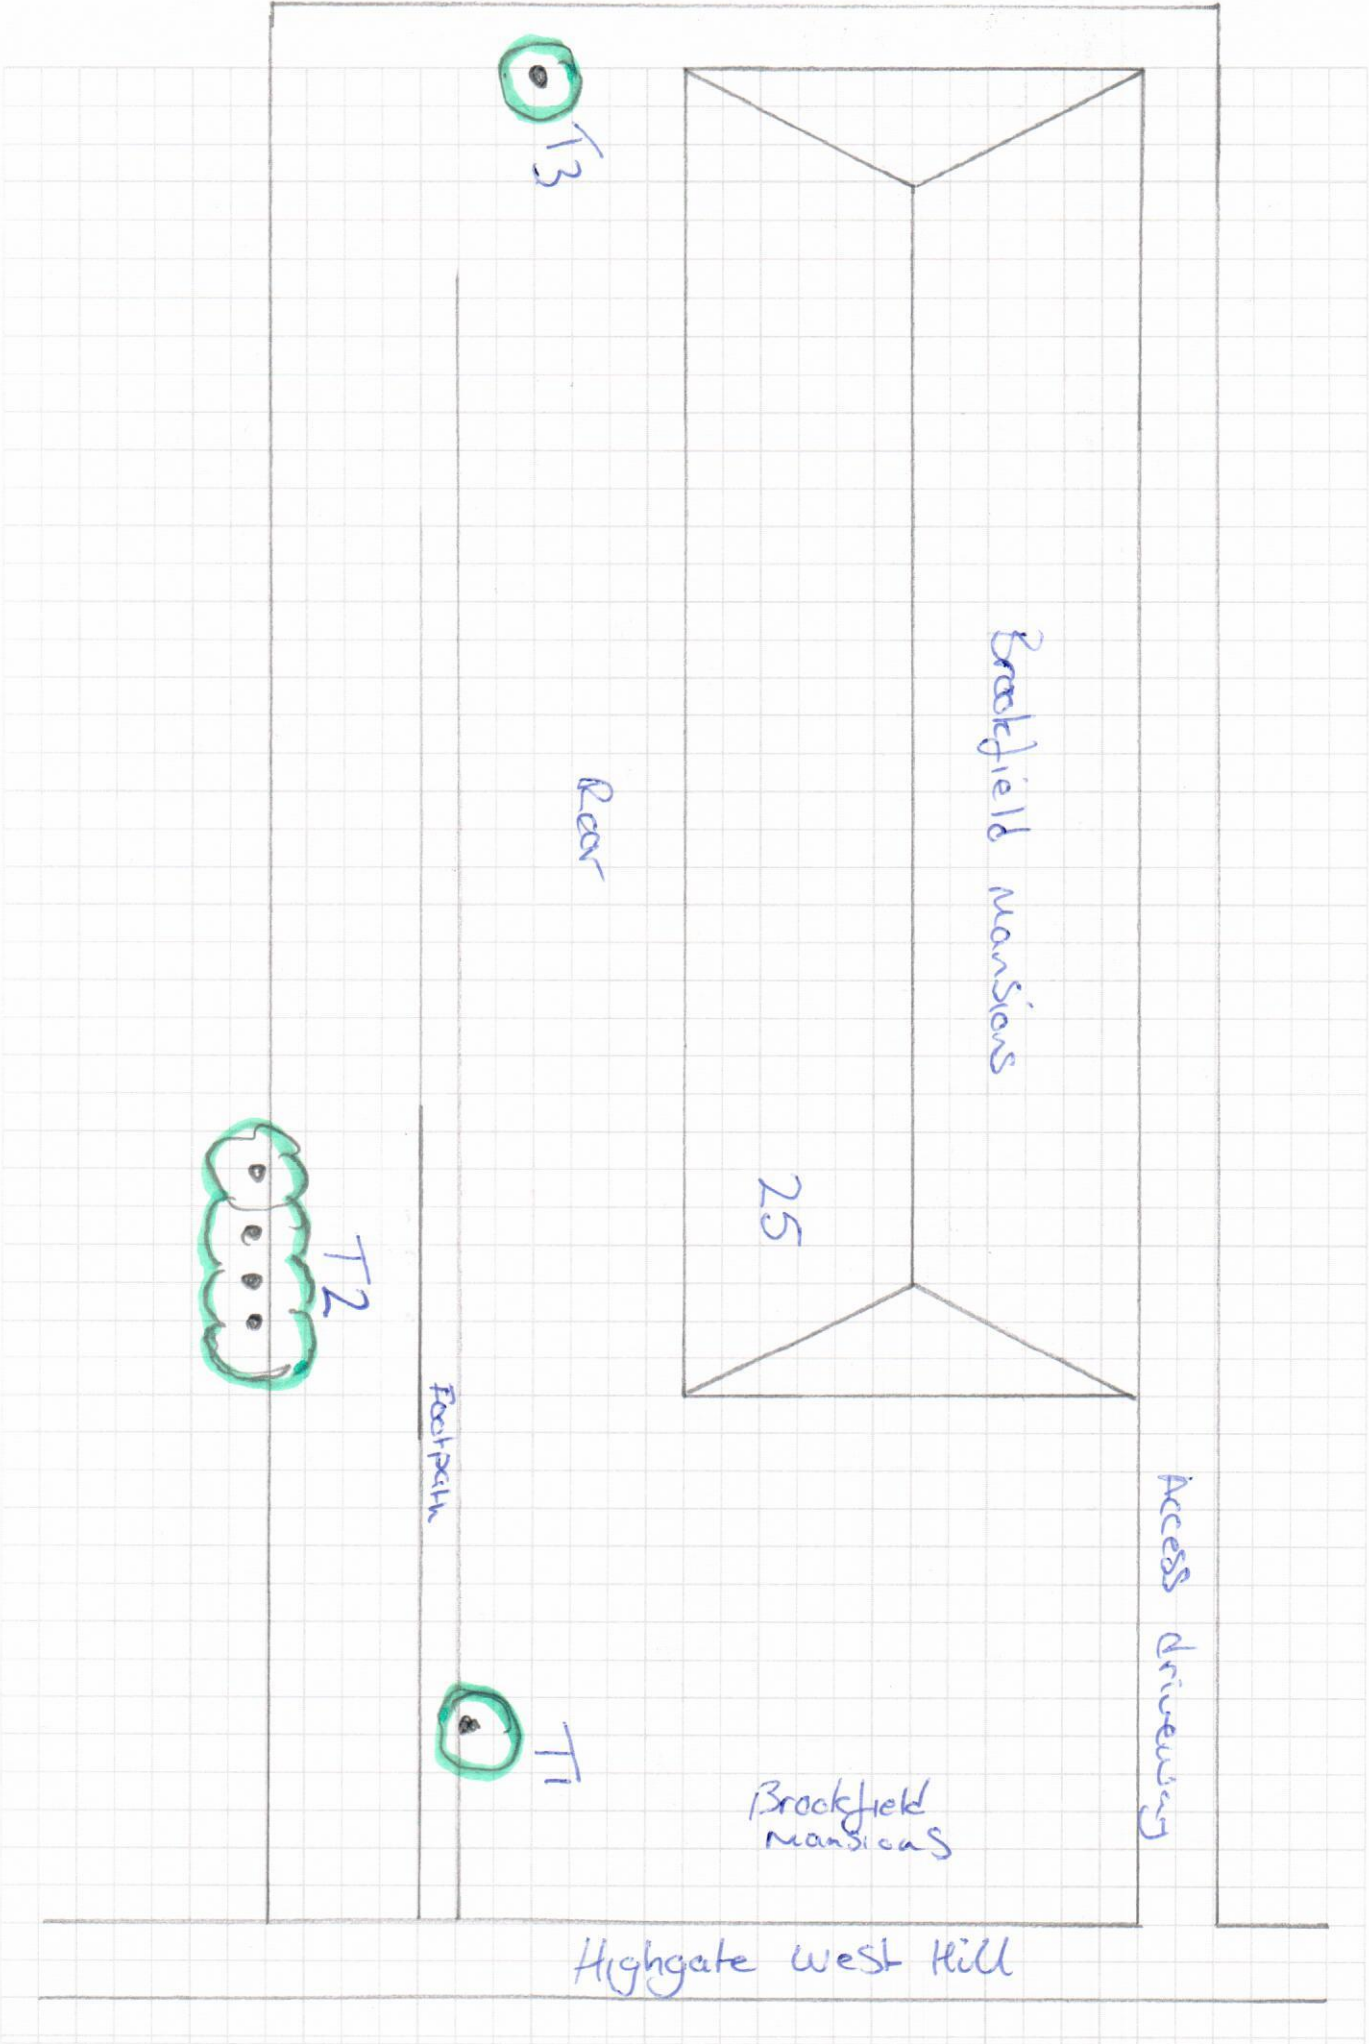 T3
Brookfield Mansions
Rear
25
T2
Footpath
Access driveway
T1
Brookfield
Mansions
Highgate West Hill